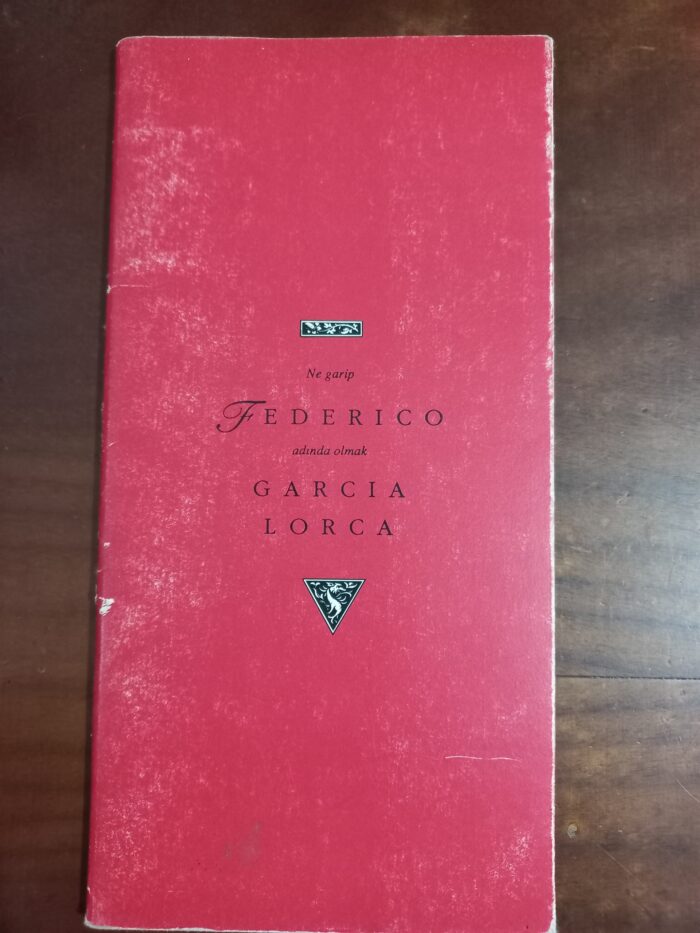 Ne garip
FEDERICO
adında olmak
GARCIA
LORCA